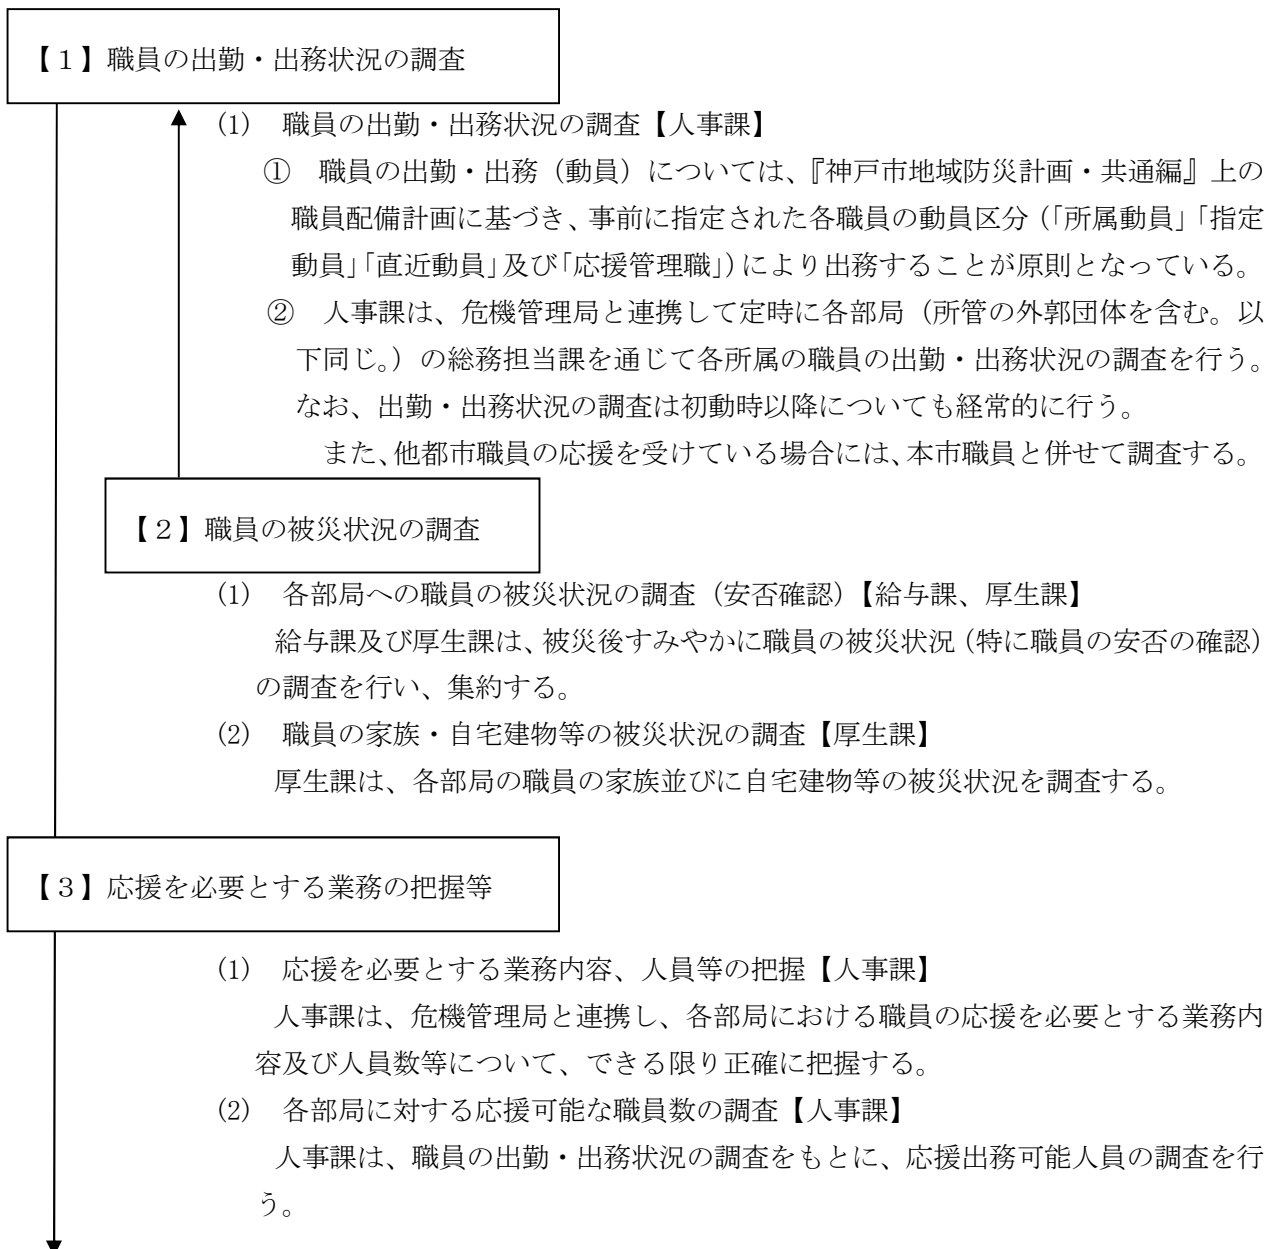 【１】職員の出勤・出務状況の調査
(1)　職員の出勤・出務状況の調査【人事課】
①　職員の出勤・出務（動員）については、『神戸市地域防災計画・共通編』上の
職員配備計画に基づき、事前に指定された各職員の動員区分（「所属動員」「指定
動員」「直近動員」及び「応援管理職」）により出務することが原則となっている。
②　人事課は、危機管理局と連携して定時に各部局（所管の外郭団体を含む。以
下同じ。）の総務担当課を通じて各所属の職員の出勤・出務状況の調査を行う。
なお、出勤・出務状況の調査は初動時以降についても経常的に行う。
また、他都市職員の応援を受けている場合には、本市職員と併せて調査する。
【２】職員の被災状況の調査
(1)　各部局への職員の被災状況の調査（安否確認）【給与課、厚生課】
給与課及び厚生課は、被災後すみやかに職員の被災状況（特に職員の安否の確認）
の調査を行い、集約する。
(2)　職員の家族・自宅建物等の被災状況の調査【厚生課】
厚生課は、各部局の職員の家族並びに自宅建物等の被災状況を調査する。
【３】応援を必要とする業務の把握等
(1)　応援を必要とする業務内容、人員等の把握【人事課】
人事課は、危機管理局と連携し、各部局における職員の応援を必要とする業務内
容及び人員数等について、できる限り正確に把握する。
(2)　各部局に対する応援可能な職員数の調査【人事課】
人事課は、職員の出勤・出務状況の調査をもとに、応援出務可能人員の調査を行
う。